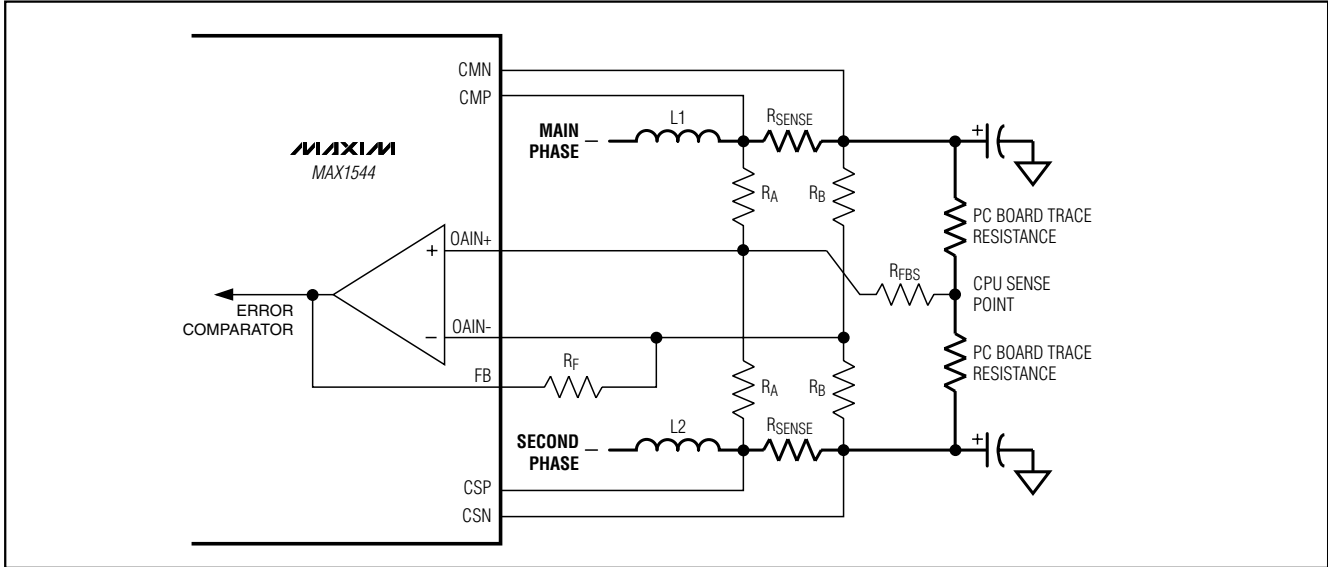 CMN
CMP
MAXIM
MAX1544
MAIN
PHASE
L1
RSENSE
+
RA
RB
PC BOARD TRACE
RESISTANCE
+
OAIN+
RFBS
CPU SENSE
POINT
ERROR
COMPARATOR
−
OAIN-
FB
RF
RA
RB
PC BOARD TRACE
RESISTANCE
SECOND
PHASE
L2
RSENSE
+
CSP
CSN